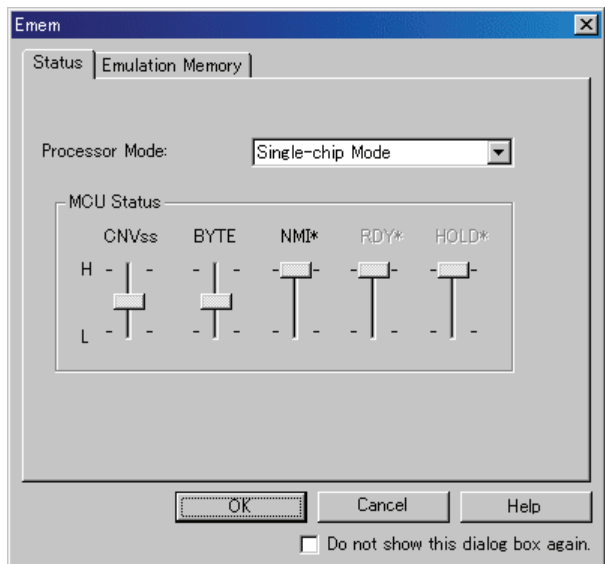 Emem
Status Emulation Memory
Processor Mode: Single-chip Mode
MCU Status
CNVss BYTE NMI* RDY* HOLD*
H
L
OK Cancel Help
Do not show this dialog box again.